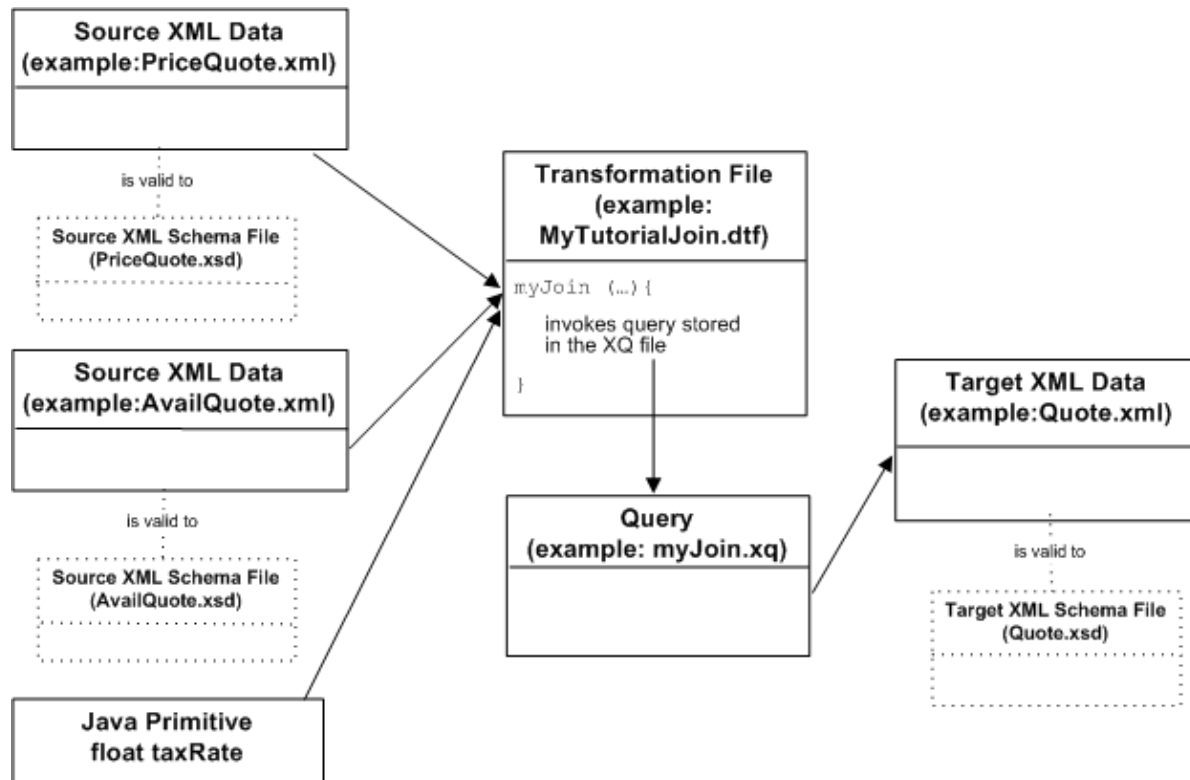 Source XML Data
(example:PriceQuote.xml)
is valid to
Source XML Schema File
(PriceQuote.xsd)
Source XML Data
(example:AvailQuote.xml)
is valid to
Source XML Schema File
(AvailQuote.xsd)
Java Primitive
float taxRate
Transformation File
(example:
MyTutorialJoin.dtf)
myJoin (…){
invokes query stored
in the XQ file
}
Query
(example: myJoin.xq)
Target XML Data
(example:Quote.xml)
is valid to
Target XML Schema File
(Quote.xsd)